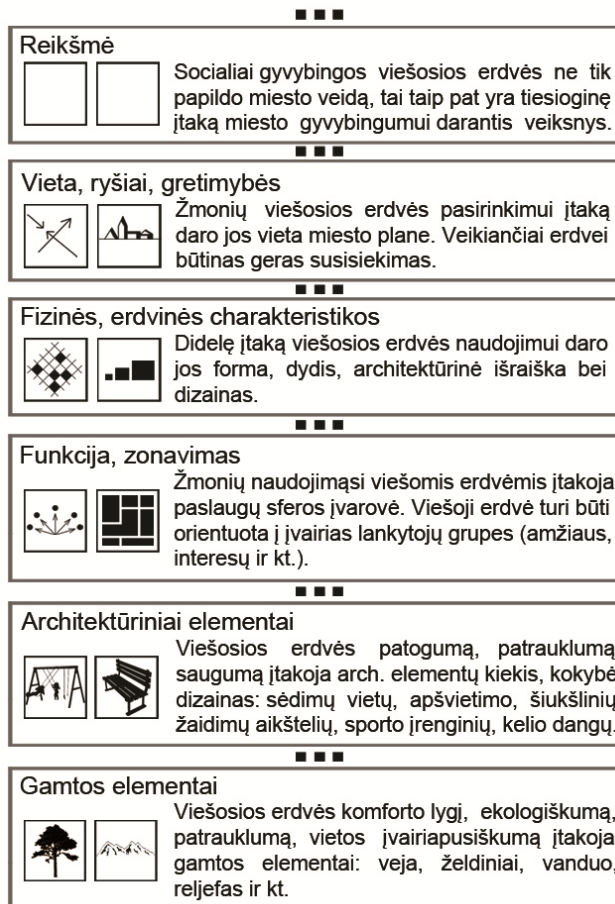 Reikšmė
Socialiai gyvybingos viešosios erdvės ne tik
papildo miesto veidą, tai taip pat yra tiesioginę
įtaką miesto gyvybingumui darantis veiksnys.
Vieta, ryšiai, gretimybės
Žmonių viešosios erdvės pasirinkimui įtaką
daro jos vieta miesto plane. Veikiančiai erdvei
būtinas geras susisiekimas.
Fizinės, erdvinės charakteristikos
Didelę įtaką viešosios erdvės naudojimui daro
jos forma, dydis, architektūrinė išraiška bei
dizainas.
Funkcija, zonavimas
Žmonių naudojimąsi viešomis erdvėmis įtakoja
paslaugų sferos įvarovė. Viešoji erdvė turi būti
orientuota į įvairias lankytojų grupes (amžiaus,
interesų ir kt.).
Architektūriniai elementai
Viešosios erdvės patogumą, patrauklumą
saugumą įtakoja arch. elementų kiekis, kokybė
dizainas: sėdimų vietų, apšvietimo, šiukšlinių
žaidimų aikštelių, sporto įrenginių, kelio dangų.
Gamtos elementai
Viešosios erdvės komforto lygį, ekologiškumą,
patrauklumą, vietos įvairiapusiškumą įtakoja
gamtos elementai: veja, želdiniai, vanduo,
reljefas ir kt.